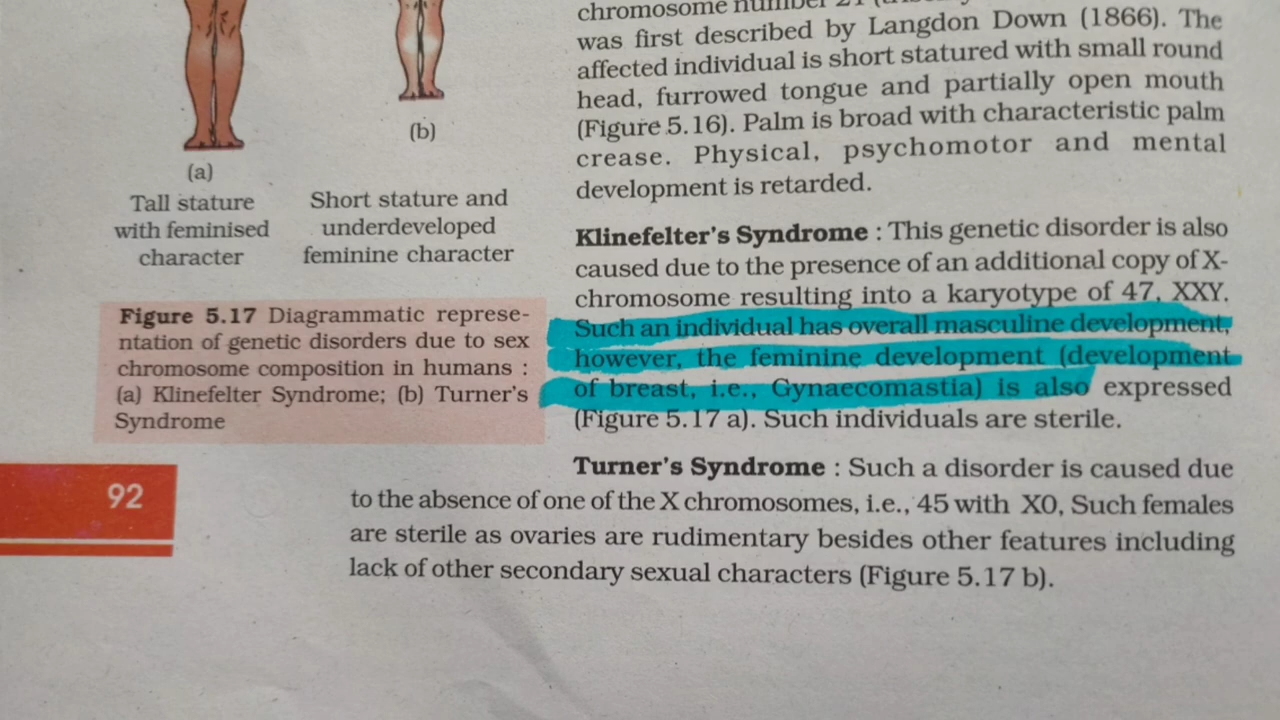 (a)
(b)
Tall stature
with feminised
character
Short stature and
underdeveloped
feminine character
Figure 5.17 Diagrammatic represe-
ntation of genetic disorders due to sex
chromosome composition in humans :
(a) Klinefelter Syndrome; (b) Turner's
Syndrome
92
chromosome number 21
was first described by Langdon Down (1866). The
affected individual is short statured with small round
head, furrowed tongue and partially open mouth
(Figure 5.16). Palm is broad with characteristic palm
crease. Physical, psychomotor and mental
development is retarded.
Klinefelter's Syndrome : This genetic disorder is also
caused due to the presence of an additional copy of X-
chromosome resulting into a karyotype of 47, XXY.
Such an individual has overall masculine development,
however, the feminine development (development
of breast, i.e., Gynaecomastia) is also expressed
(Figure 5.17 a). Such individuals are sterile.
Turner's Syndrome : Such a disorder is caused due
to the absence of one of the X chromosomes, i.e., 45 with X0, Such females
are sterile as ovaries are rudimentary besides other features including
lack of other secondary sexual characters (Figure 5.17 b).